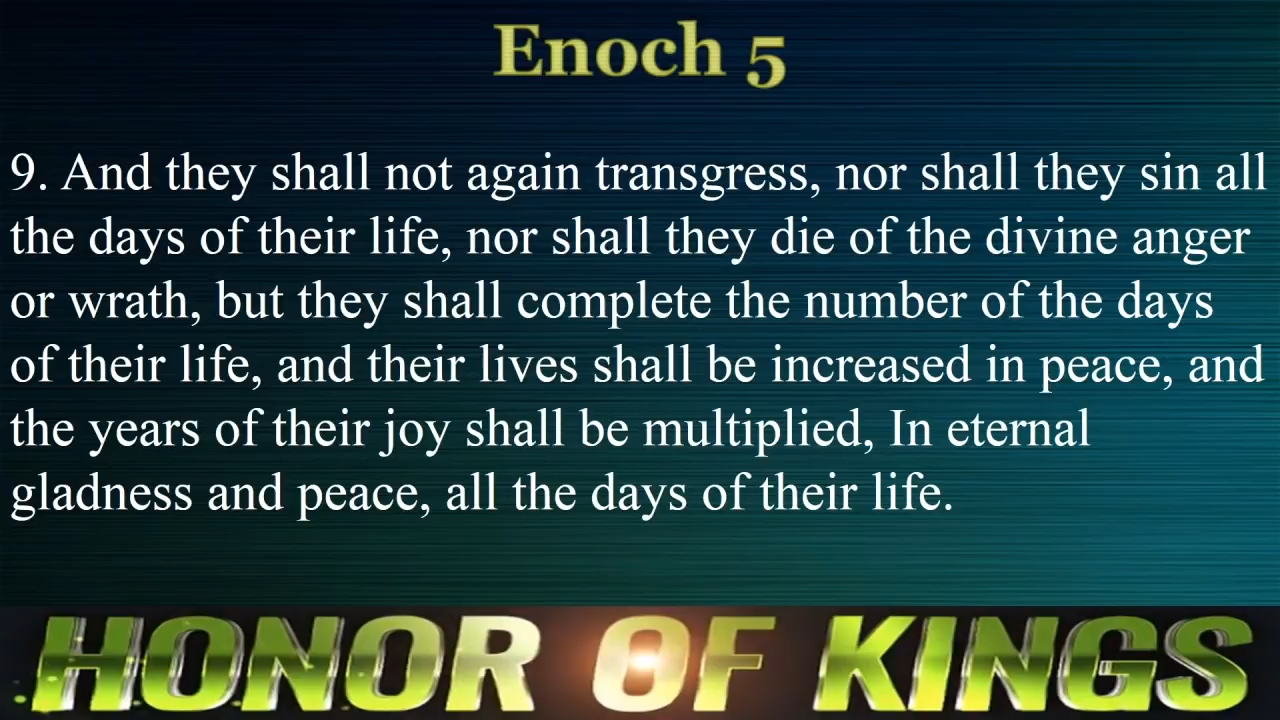 Enoch 5
9. And they shall not again transgress, nor shall they sin all
the days of their life, nor shall they die of the divine anger
or wrath, but they shall complete the number of the days
of their life, and their lives shall be increased in peace, and
the years of their joy shall be multiplied, In eternal
gladness and peace, all the days of their life.
HONOR OF KINGS